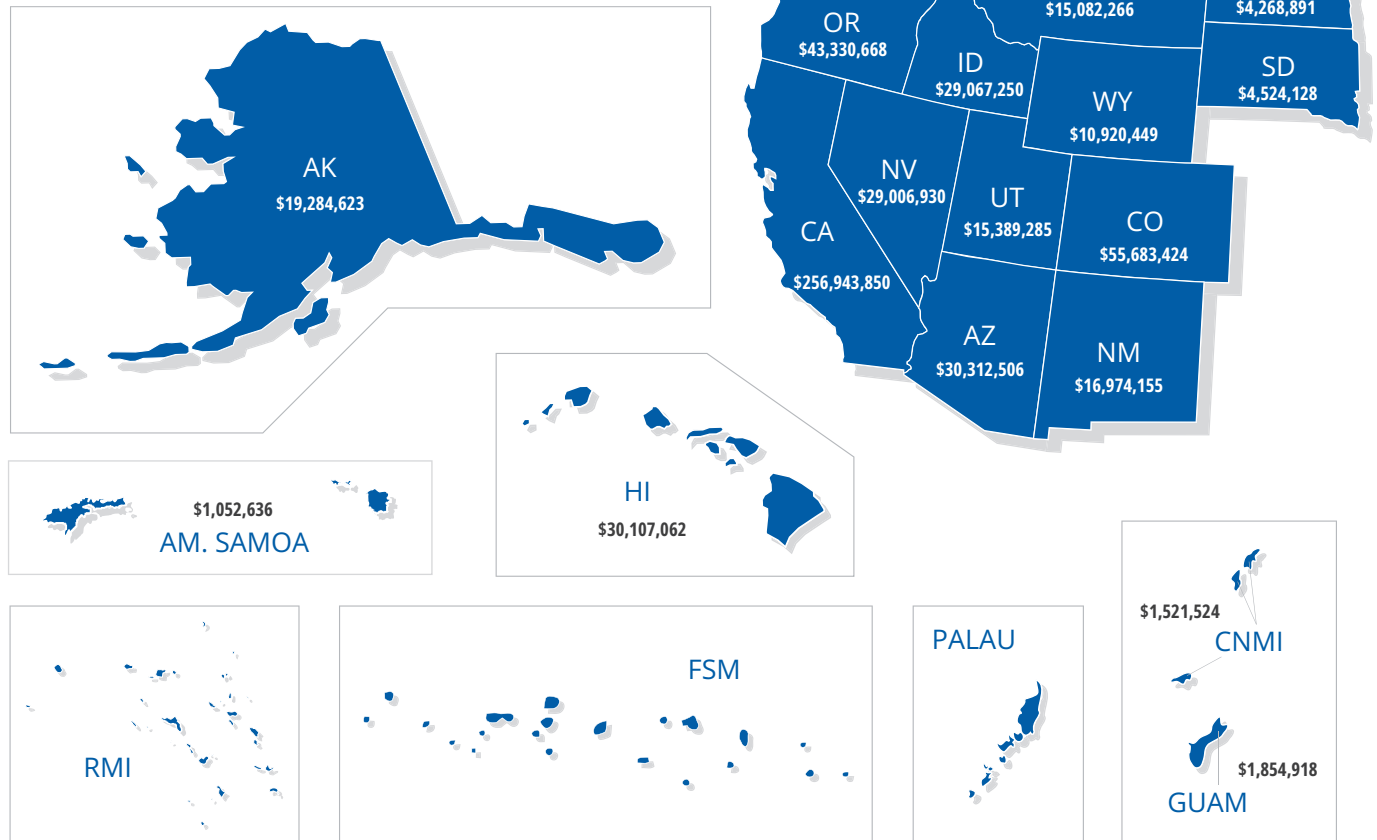 OR
$43,330,668
$15,082,266
$4,268,891
ID
$29,067,250
SD
$4,524,128
WY
$10,920,449
AK
$19,284,623
NV
$29,006,930
UT
$15,389,285
CO
$55,683,424
CA
$256,943,850
AZ
$30,312,506
NM
$16,974,155
$1,052,636
AM. SAMOA
HI
$30,107,062
RMI
FSM
PALAU
$1,521,524
CNMI
$1,854,918
GUAM